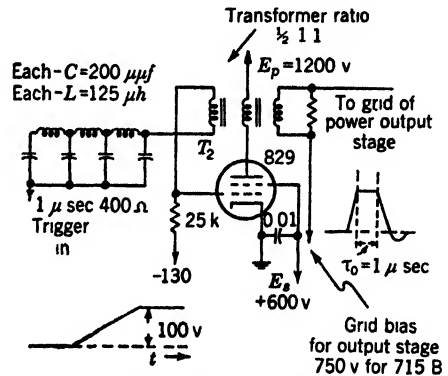 Transformer ratio
½ 1 1
Each-C=200 μμf
Each-L=125 μh
Eₚ=1200 v
To grid of
power output
stage
T₂
829
1 μ sec 400Ω
Trigger
in
25 k
0 01
-130
Eₛ
+600 v
τ₀=1 μ sec
100 v
t
Grid bias
for output stage
750 v for 715 B